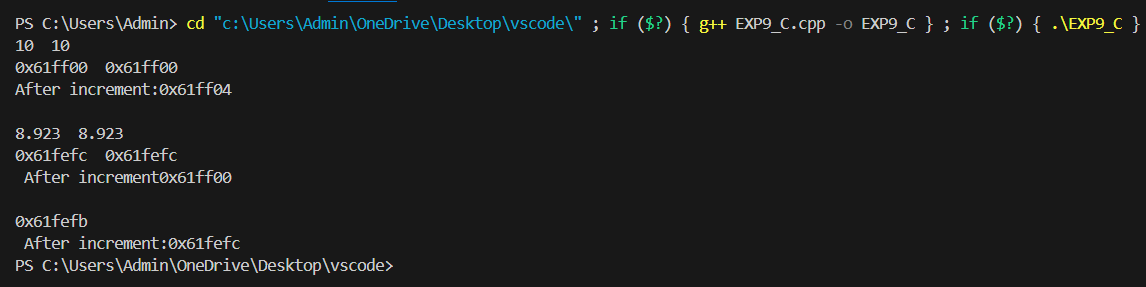 PS C:\Users\Admin> cd "c:\Users\Admin\OneDrive\Desktop\vscode\" ; if ($?) { g++ EXP9_C.cpp -o EXP9_C } ; if ($?) { .\EXP9_C }
10  10
0x61ff00  0x61ff00
After increment:0x61ff04
8.923  8.923
0x61fefc  0x61fefc
 After increment0x61ff00
0x61fefb
 After increment:0x61fefc
PS C:\Users\Admin\OneDrive\Desktop\vscode>